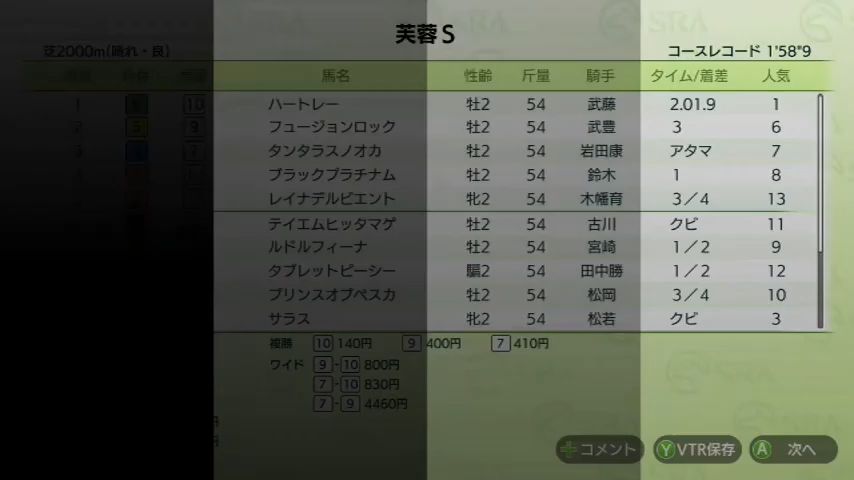 芙蓉S
芝2000m(晴れ・良) コースレコード 1'58"9
馬名 性齢 斤量 騎手 タイム/着差 人気
1 10 ハートレー 牡2 54 武藤 2.01.9 1
2 5 9 フュージョンロック 牡2 54 武豊 3 6
3 7 タンタラスノオカ 牡2 54 岩田康 アタマ 7
ブラックプラチナム 牡2 54 鈴木 1 8
レイナデルビエント 牝2 54 木幡育 3/4 13
テイエムヒッタマゲ 牡2 54 古川 クビ 11
ルドルフィーナ 牡2 54 宮崎 1/2 9
タブレットピーシー 騸2 54 田中勝 1/2 12
プリンスオブペスカ 牡2 54 松岡 3/4 10
サラス 牝2 54 松若 クビ 3
複勝 10 140円 9 400円 7 410円
ワイド 9-10 800円
7-10 830円
7-9 4460円
コメント Y VTR保存 A 次へ